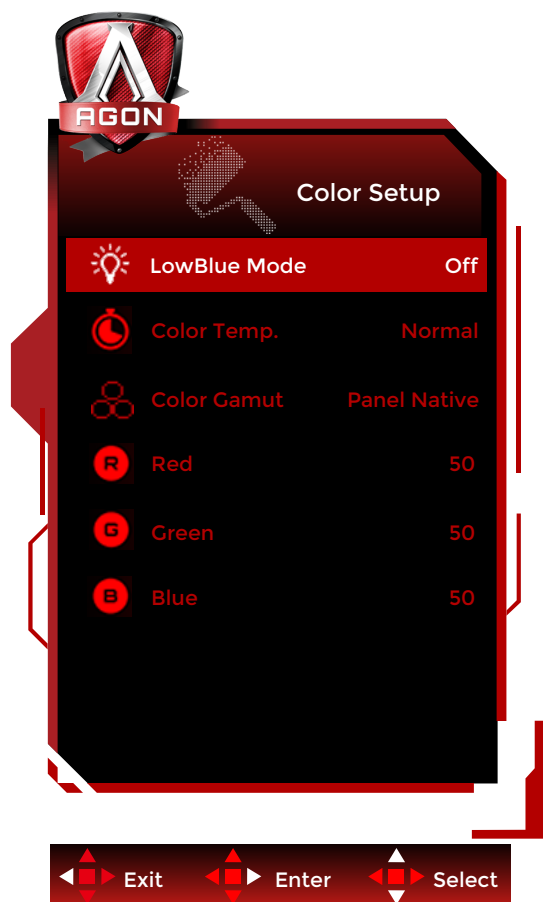 AGON
Color Setup
LowBlue Mode Off
Color Temp. Normal
Color Gamut Panel Native
R Red 50
G Green 50
B Blue 50
Exit Enter Select